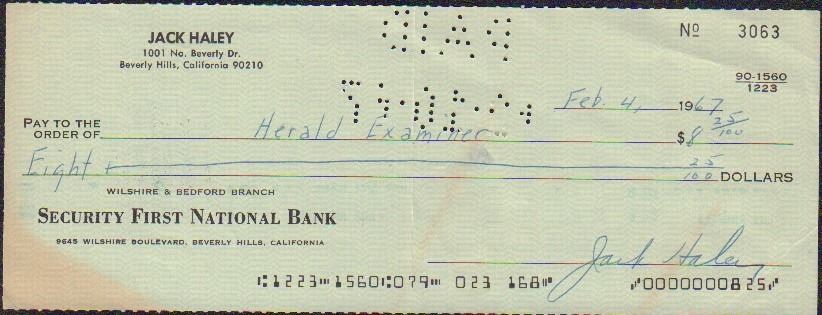 JACK HALEY
1001 No. Beverly Dr.
Beverly Hills, California 90210
Nº 3063
90-1560
1223
Feb. 4, 1967
PAY TO THE
ORDER OF Herald Examiner $8 25/100
Eight 25/100 DOLLARS
WILSHIRE & BEDFORD BRANCH
SECURITY FIRST NATIONAL BANK
9645 WILSHIRE BOULEVARD, BEVERLY HILLS, CALIFORNIA
Jack Haley
⑆1223⑉1560⑆079⑈ 023 168⑈ ⑇0000000825⑇